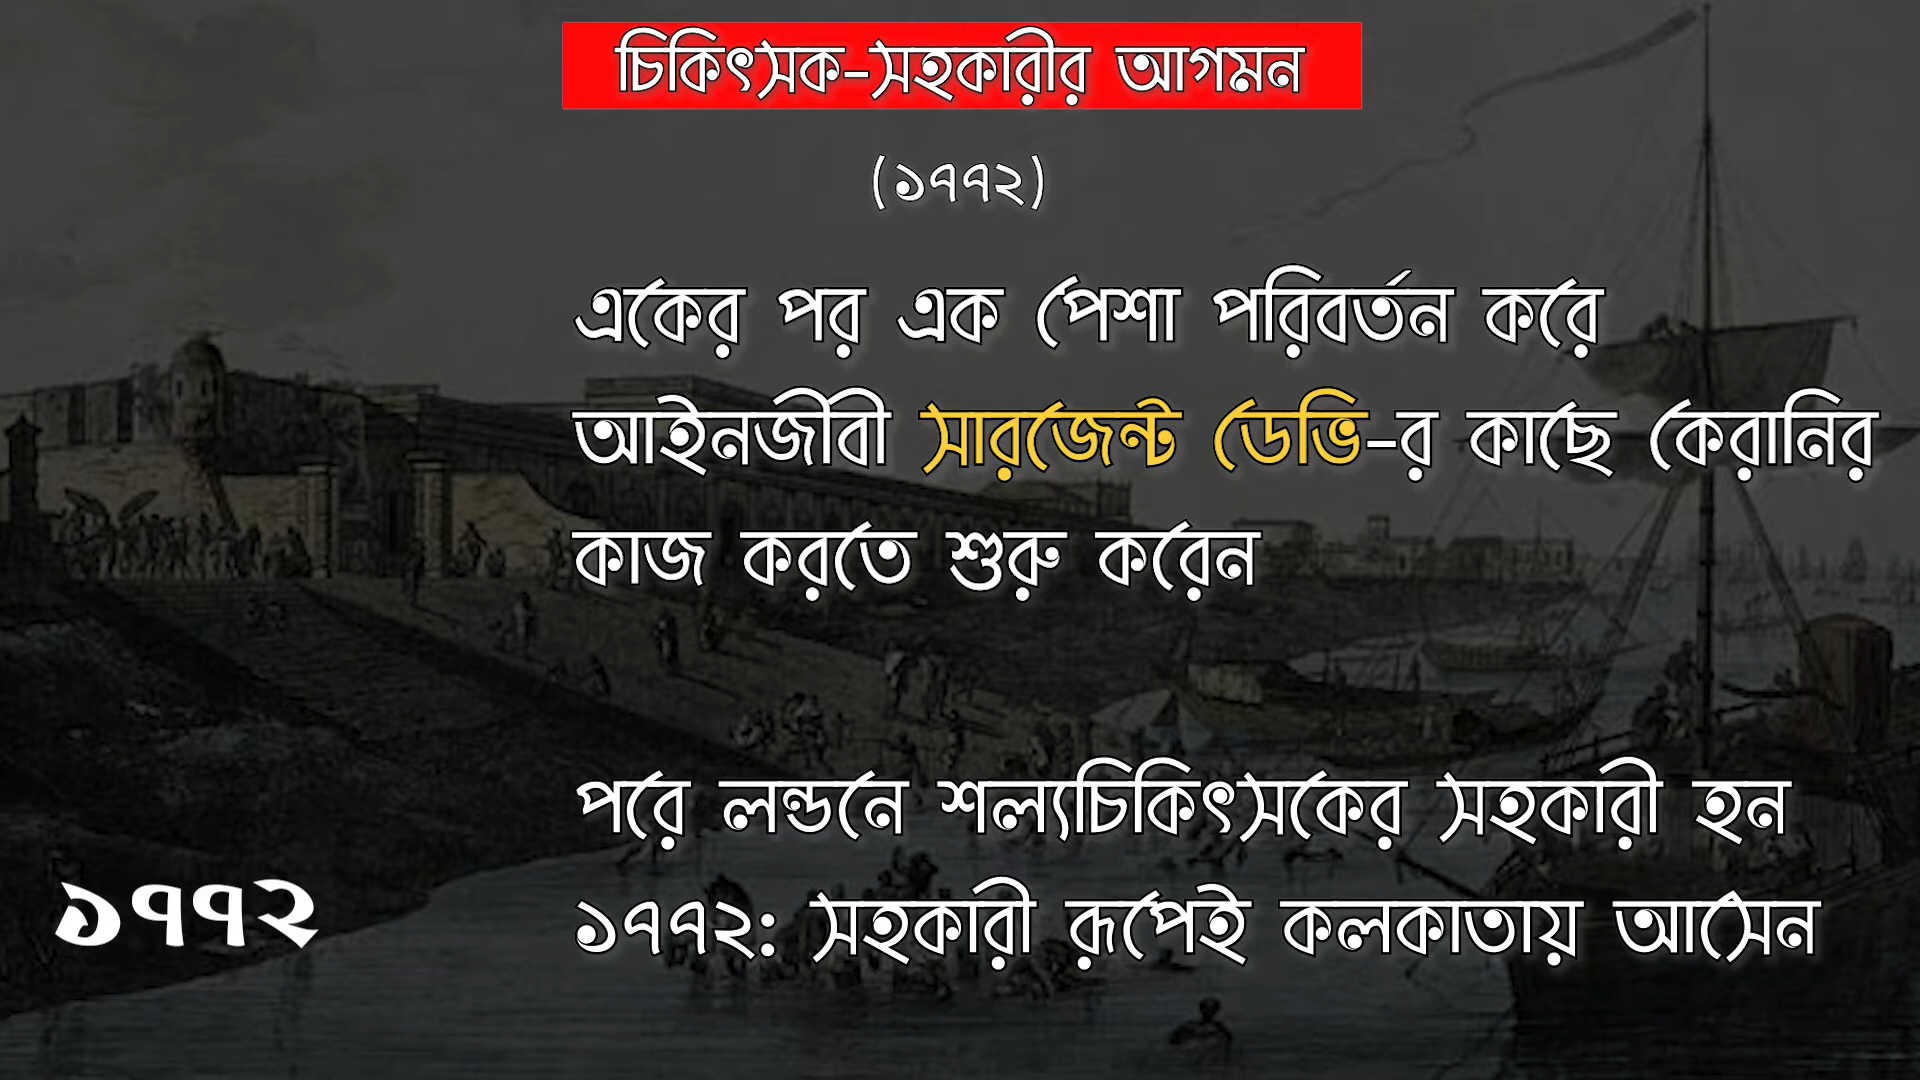 চিকিৎসক-সহকারীর আগমন
(১৭৭২)
একের পর এক পেশা পরিবর্তন করে
আইনজীবী সারজেন্ট ডেভি-র কাছে কেরানির
কাজ করতে শুরু করেন
পরে লন্ডনে শল্যচিকিৎসকের সহকারী হন
১৭৭২: সহকারী রূপেই কলকাতায় আসেন
১৭৭২